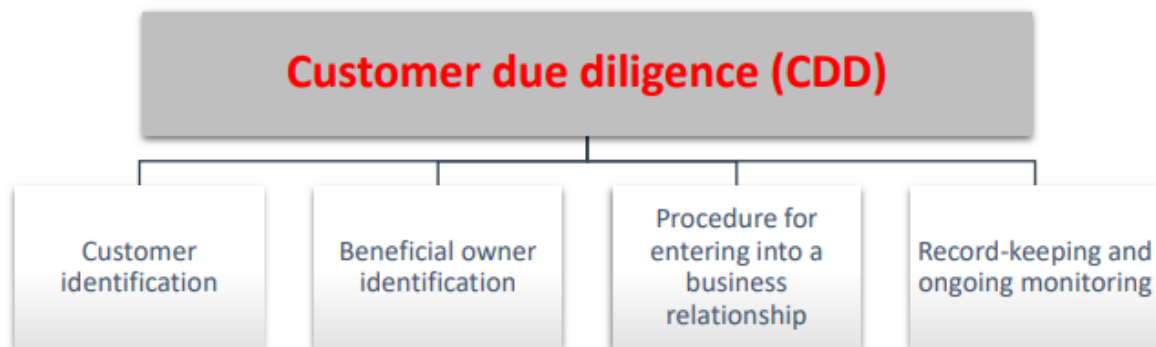 Customer due diligence (CDD)
Customer
identification
Beneficial owner
identification
Procedure for
entering into a
business
relationship
Record-keeping and
ongoing monitoring